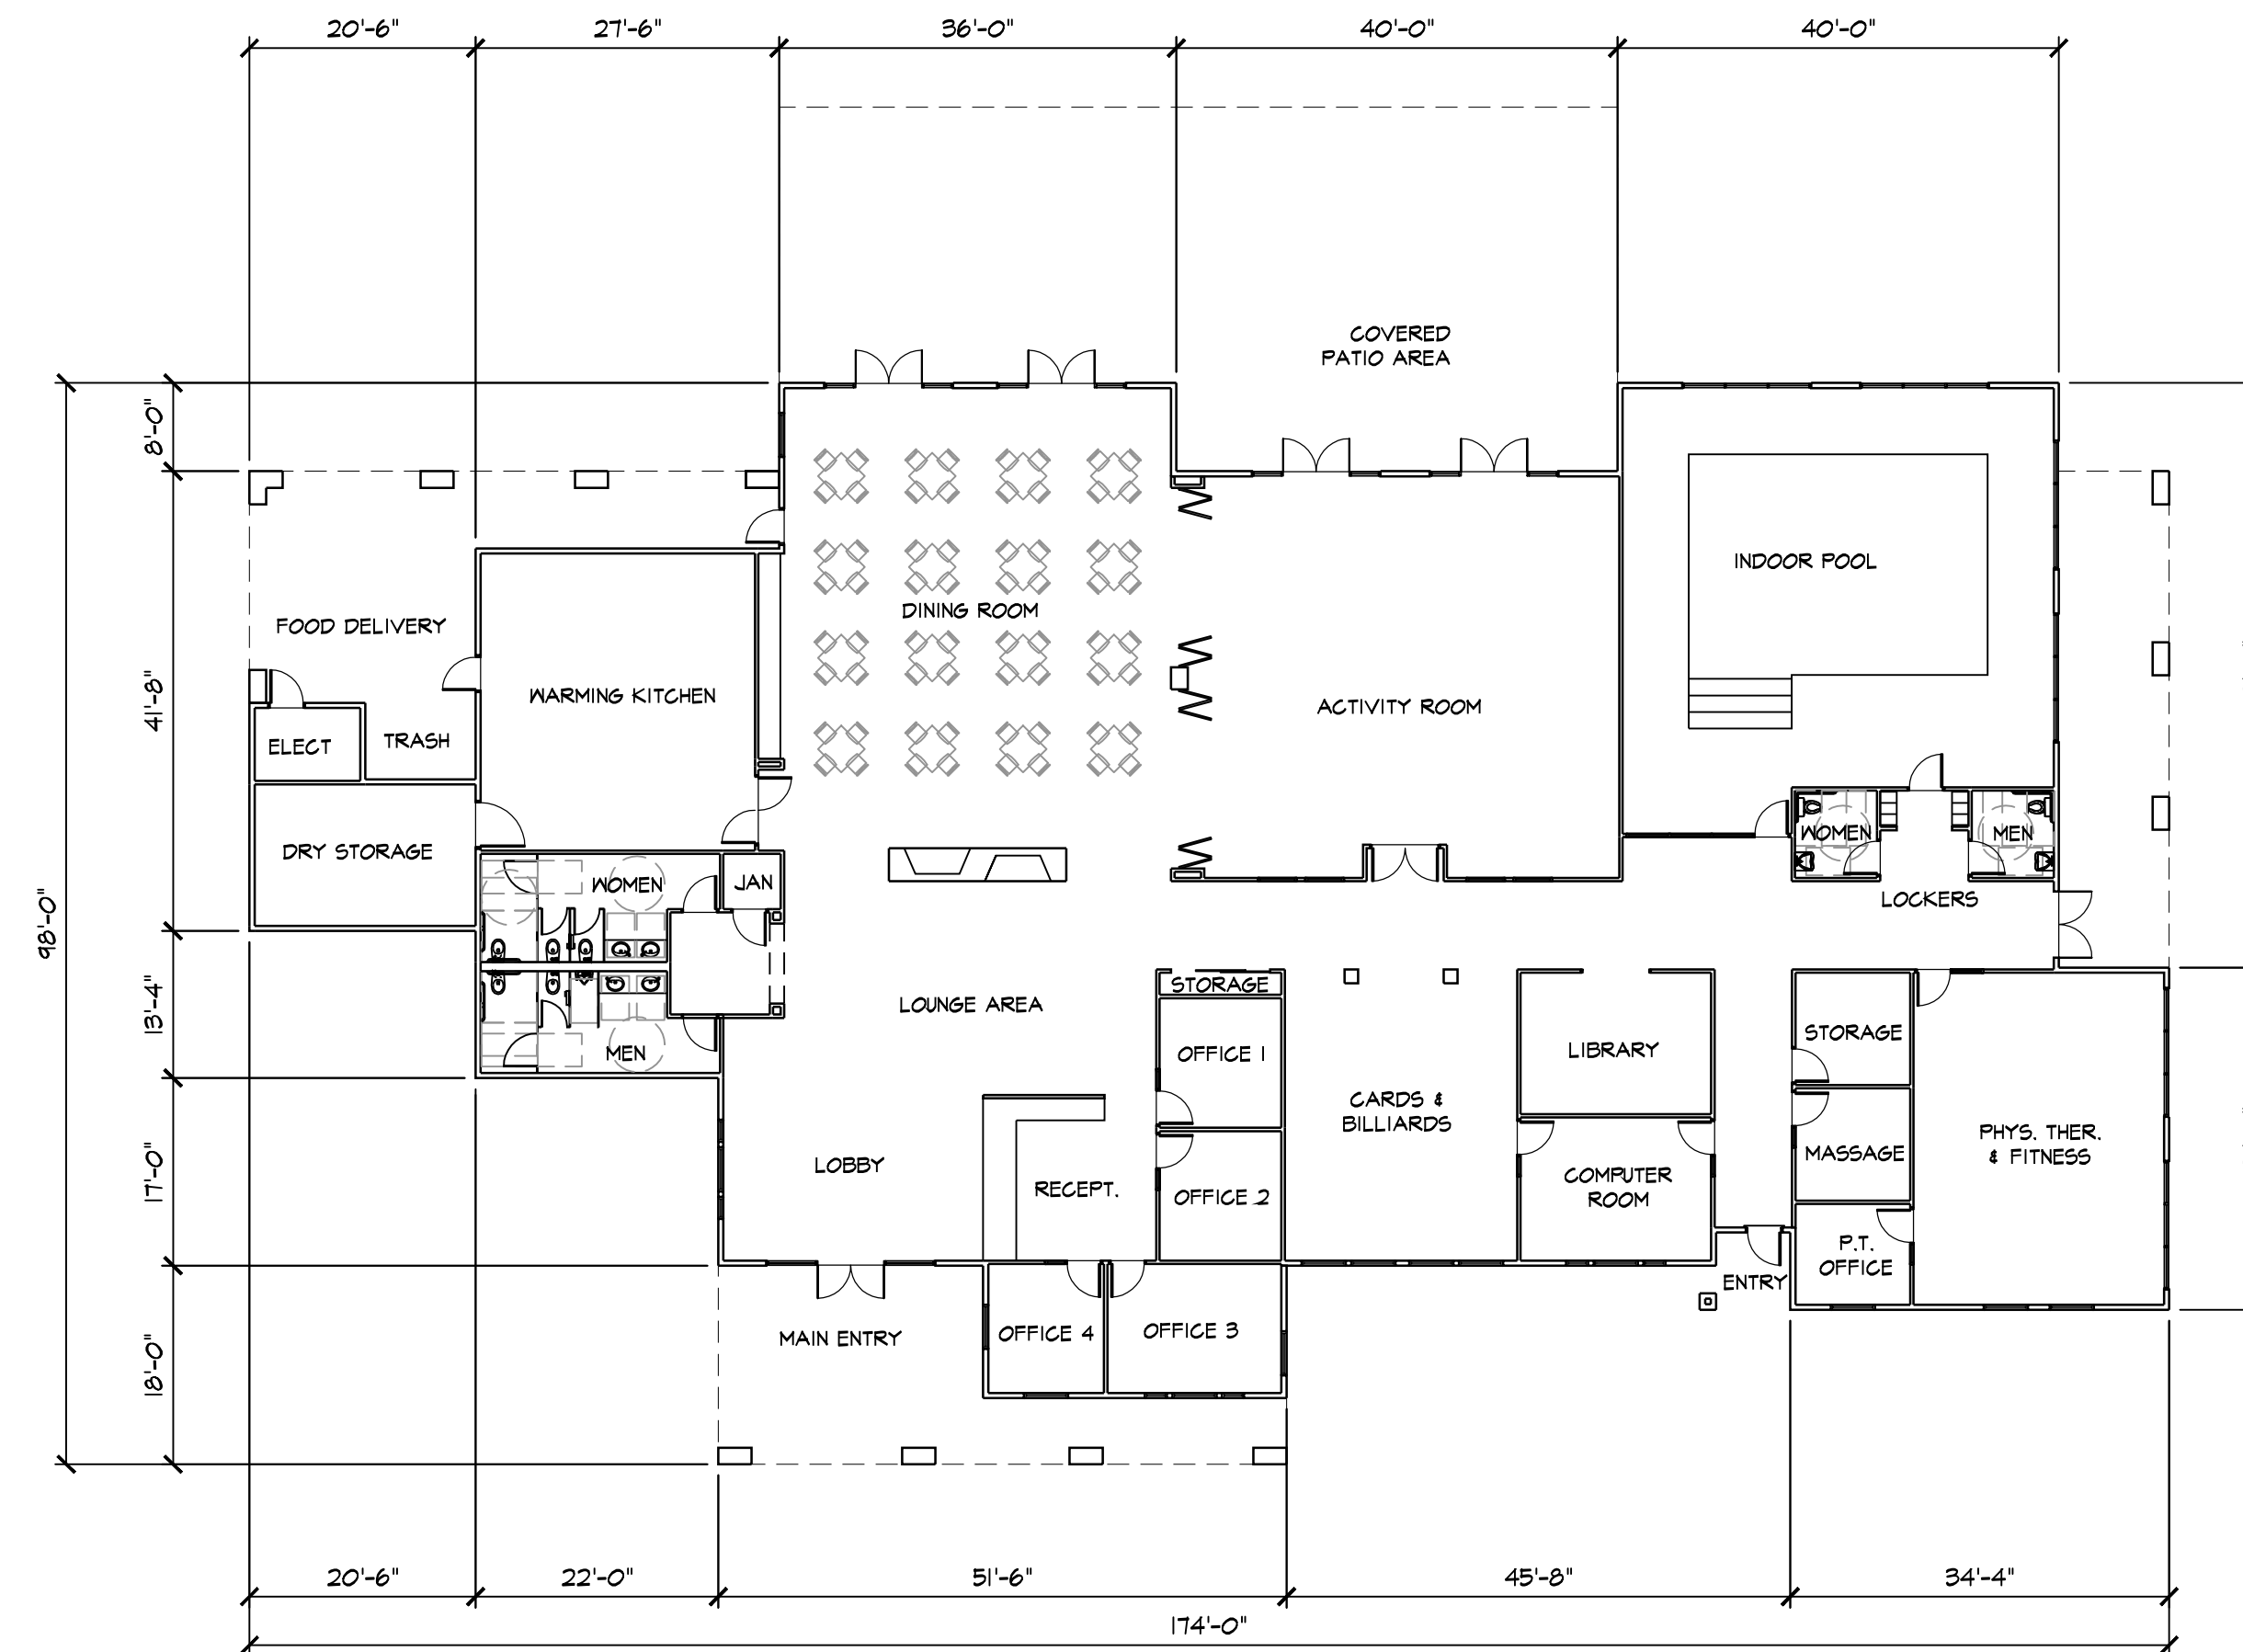 20'-6"
27'-6"
36'-0"
40'-0"
40'-0"
COVERED
PATIO AREA
8'-0"
41'-8"
98'-0"
13'-4"
17'-0"
18'-0"
INDOOR POOL
DINING ROOM
FOOD DELIVERY
WARMING KITCHEN
ACTIVITY ROOM
ELECT
TRASH
DRY STORAGE
WOMEN
MEN
WOMEN
JAN
LOCKERS
STORAGE
LOUNGE AREA
MEN
OFFICE 1
LIBRARY
STORAGE
CARDS &
BILLIARDS
PHYS. THER.
& FITNESS
MASSAGE
LOBBY
RECEPT.
OFFICE 2
COMPUTER
ROOM
P.T.
OFFICE
ENTRY
MAIN ENTRY
OFFICE 4
OFFICE 3
20'-6"
22'-0"
51'-6"
45'-8"
34'-4"
174'-0"